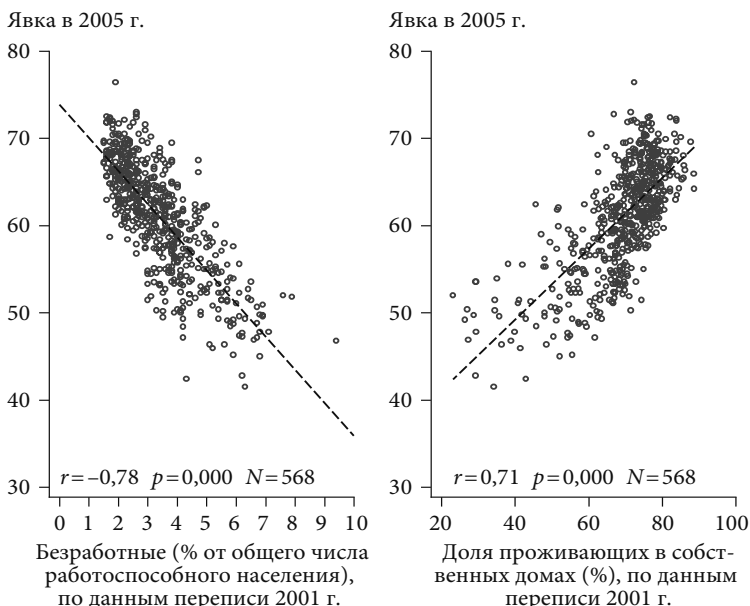 Явка в 2005 г.
80
70
60
50
40
30
r=–0,78 p=0,000 N=568
0 1 2 3 4 5 6 7 8 9 10
Безработные (% от общего числа
работоспособного населения),
по данным переписи 2001 г.
Явка в 2005 г.
80
70
60
50
40
30
r=0,71 p=0,000 N=568
20 40 60 80 100
Доля проживающих в собст-
венных домах (%), по данным
переписи 2001 г.